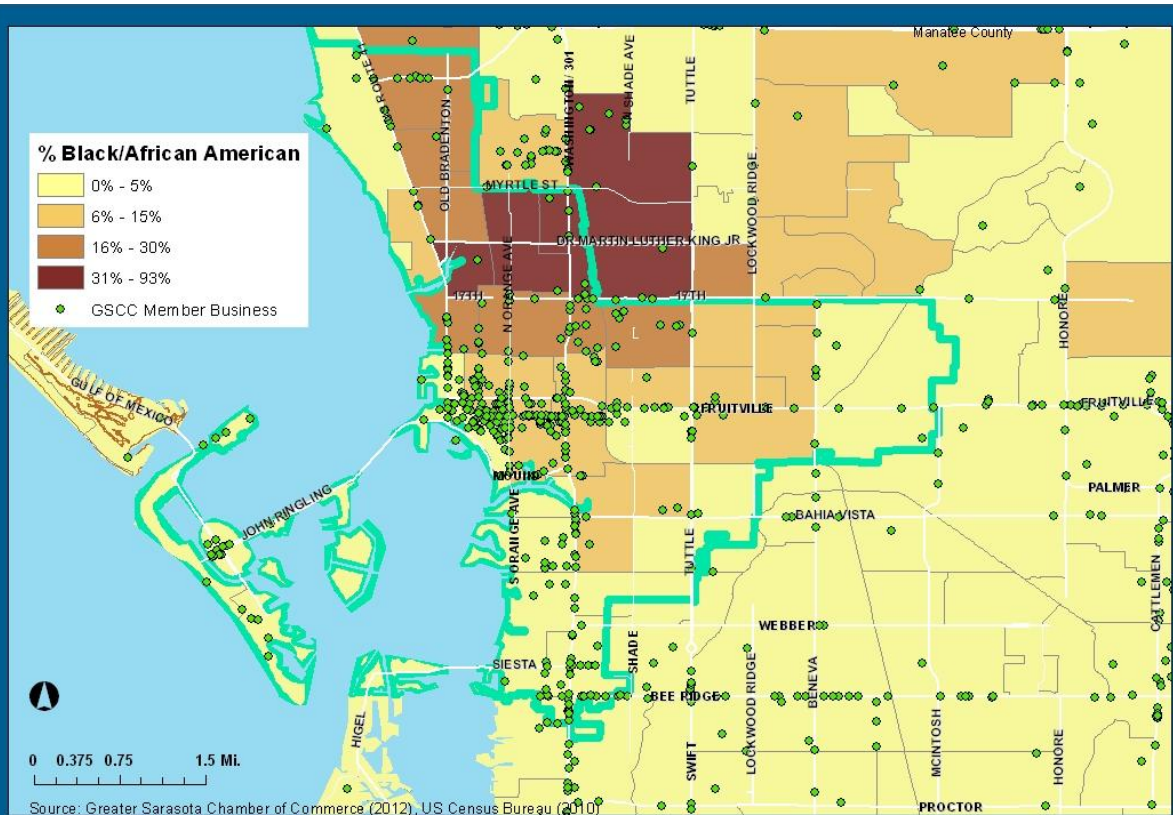 Manatee County
US ROUTE 41
OLD BRADENTON
WASHINGTON / 301
N SHADE AVE
TUTTLE
LOCKWOOD RIDGE
HONORE
% Black/African American
0% - 5%
6% - 15%
16% - 30%
31% - 93%
GSCC Member Business
MYRTLE ST
DR MARTIN LUTHER KING JR
N ORANGE AVE
17TH
17TH
GULF OF MEXICO
FRUITVILLE
FRUITVILLE
MOUND
PALMER
JOHN RINGLING
S ORANGE AVE
BAHIA VISTA
TUTTLE
CATTLEMEN
WEBBER
SIESTA
SHADE
BEE RIDGE
LOCKWOOD RIDGE
BENEVA
MCINTOSH
HONORE
HIGEL
SWIFT
0 0.375 0.75 1.5 Mi.
PROCTOR
Source: Greater Sarasota Chamber of Commerce (2012), US Census Bureau (2010)